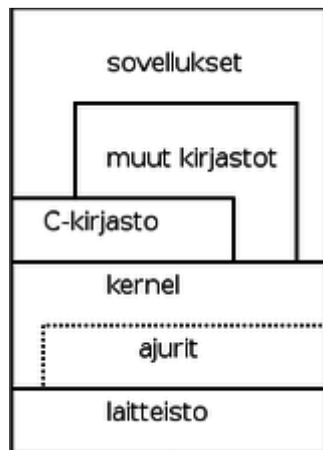 sovellukset
muut kirjastot
C-kirjasto
kernel
ajurit
laitteisto